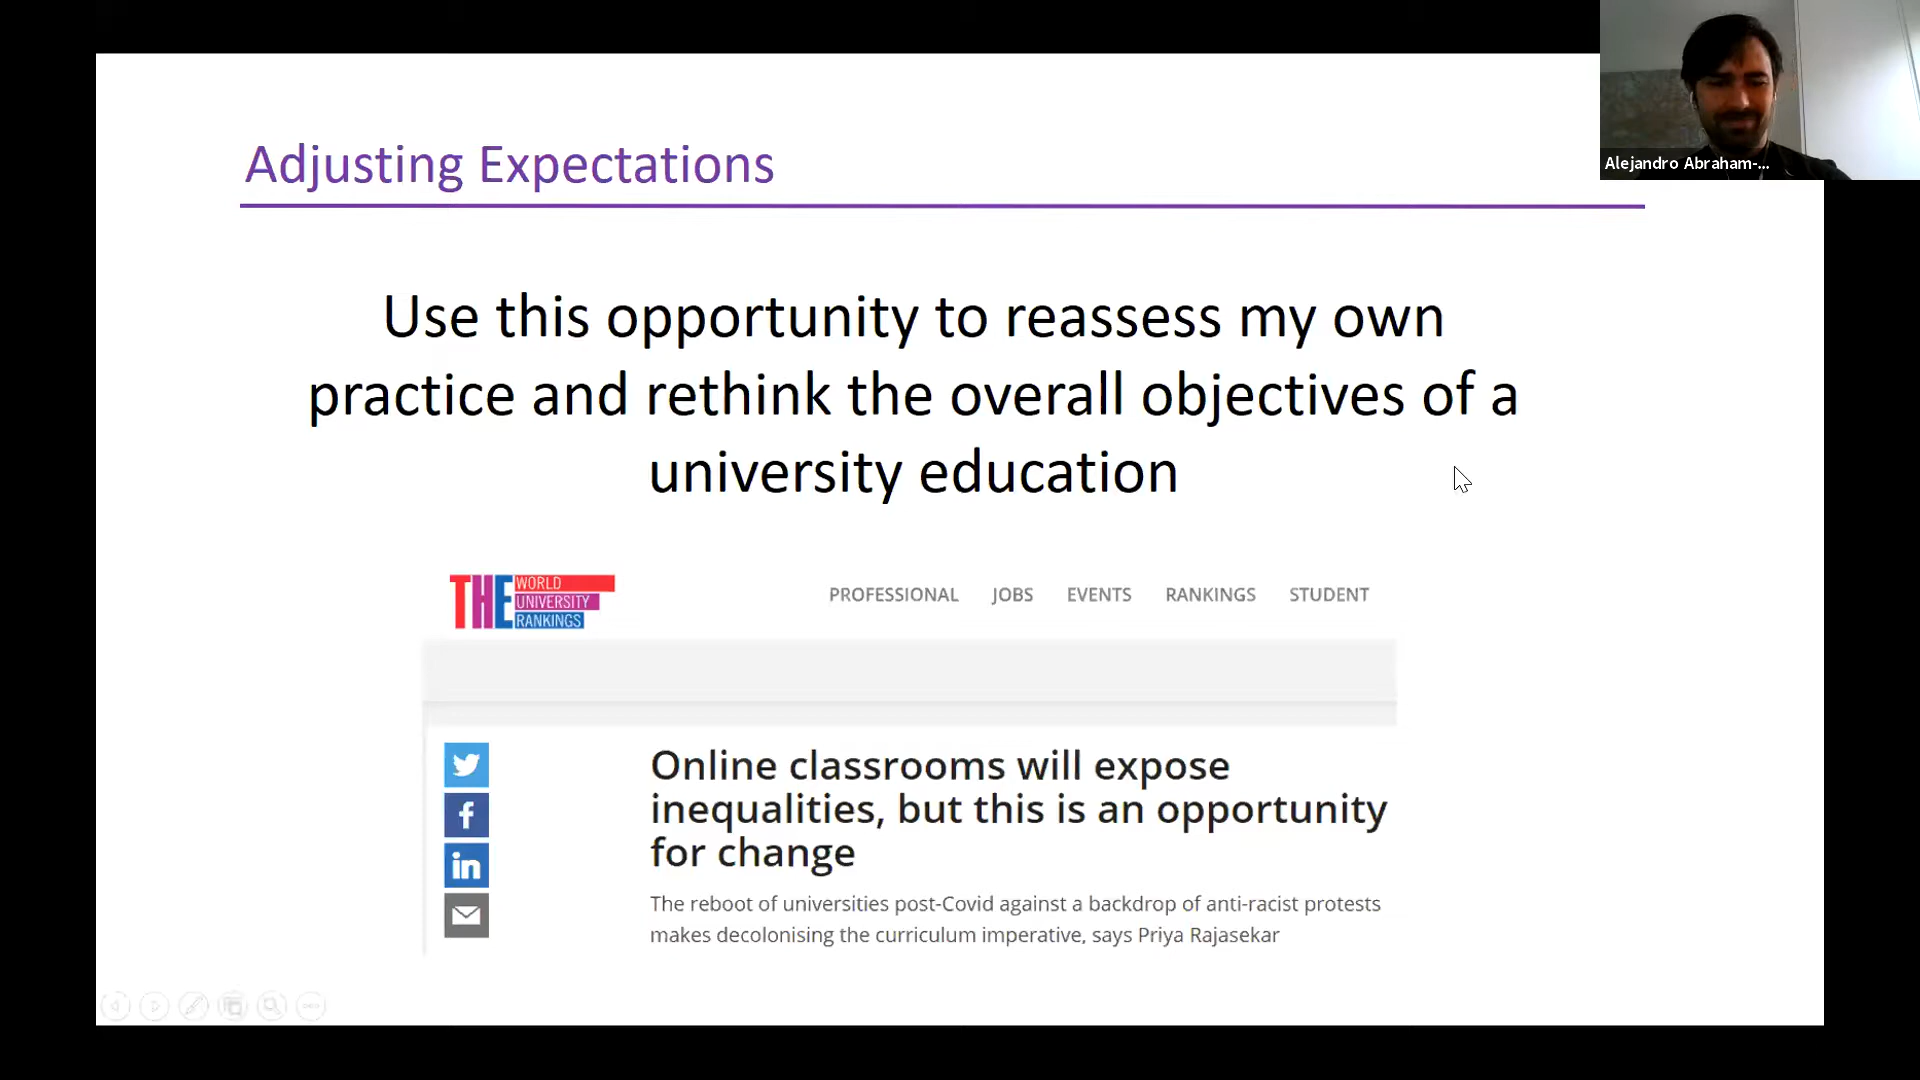 Adjusting Expectations
Alejandro Abraham-...
Use this opportunity to reassess my own
practice and rethink the overall objectives of a
university education
THE WORLD
UNIVERSITY
RANKINGS
PROFESSIONAL JOBS EVENTS RANKINGS STUDENT
Online classrooms will expose
inequalities, but this is an opportunity
for change
The reboot of universities post-Covid against a backdrop of anti-racist protests
makes decolonising the curriculum imperative, says Priya Rajasekar